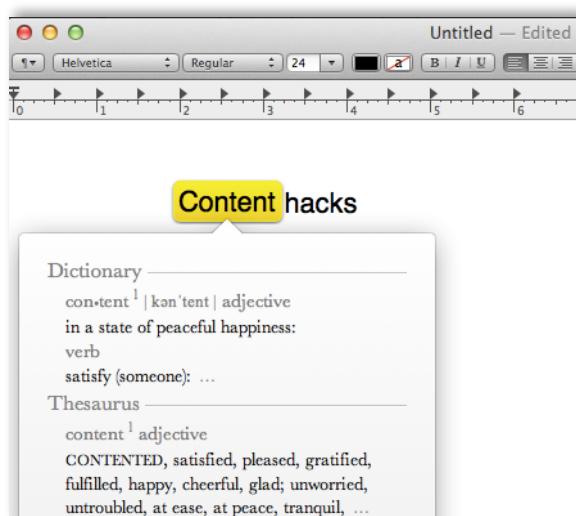 Untitled — Edited
¶ Helvetica Regular 24 a B I U
0 1 2 3 4 5 6
Content hacks
Dictionary
con•tent 1 | kənˈtent | adjective
in a state of peaceful happiness:
verb
satisfy (someone): …
Thesaurus
content 1 adjective
CONTENTED, satisfied, pleased, gratified,
fulfilled, happy, cheerful, glad; unworried,
untroubled, at ease, at peace, tranquil, …